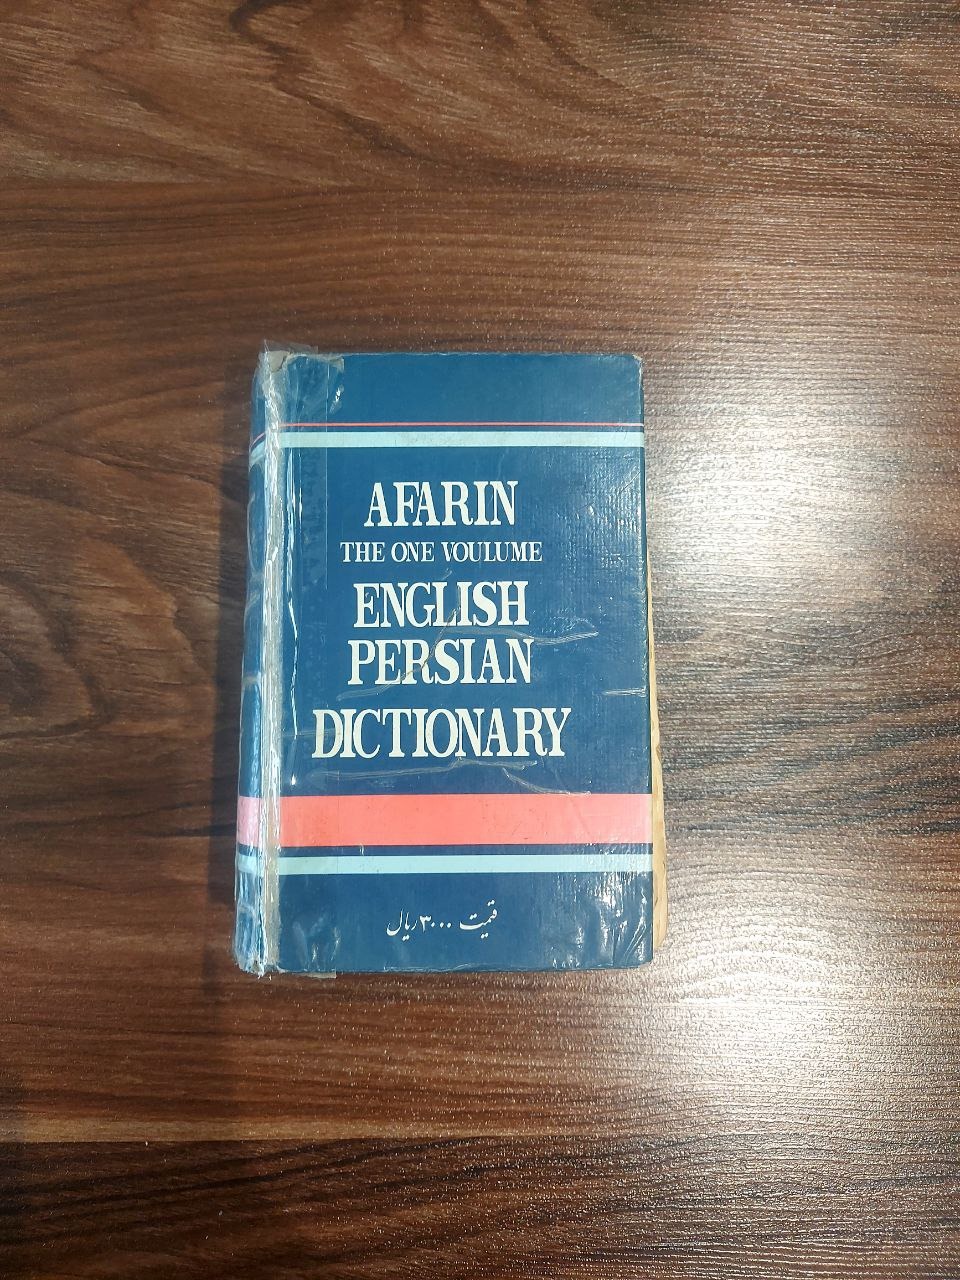 AFARIN
THE ONE VOULUME
ENGLISH
PERSIAN
DICTIONARY
قیمت ۳۰۰۰ ریال